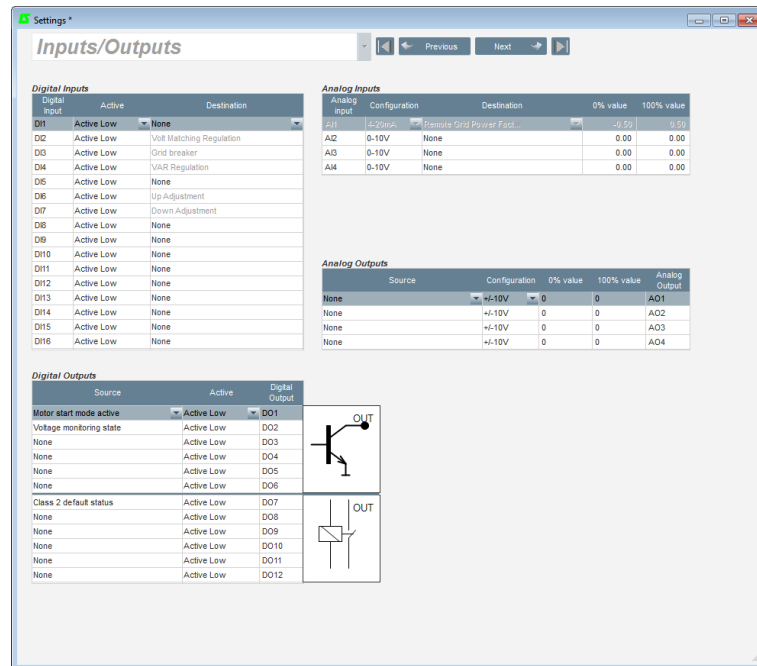 Settings *
Inputs/Outputs
Previous
Next
Digital Inputs
Digital Input Active Destination
DI1 Active Low None
DI2 Active Low Volt Matching Regulation
DI3 Active Low Grid breaker
DI4 Active Low VAR Regulation
DI5 Active Low None
DI6 Active Low Up Adjustment
DI7 Active Low Down Adjustment
DI8 Active Low None
DI9 Active Low None
DI10 Active Low None
DI11 Active Low None
DI12 Active Low None
DI13 Active Low None
DI14 Active Low None
DI15 Active Low None
DI16 Active Low None
Analog Inputs
Analog input Configuration Destination 0% value 100% value
AI1 4-20mA Remote Grid Power Fact... -0.50 0.50
AI2 0-10V None 0.00 0.00
AI3 0-10V None 0.00 0.00
AI4 0-10V None 0.00 0.00
Analog Outputs
Source Configuration 0% value 100% value Analog Output
None +/-10V 0 0 AO1
None +/-10V 0 0 AO2
None +/-10V 0 0 AO3
None +/-10V 0 0 AO4
Digital Outputs
Source Active Digital Output
Motor start mode active Active Low DO1
Voltage monitoring state Active Low DO2
None Active Low DO3
None Active Low DO4
None Active Low DO5
None Active Low DO6
OUT
Class 2 default status Active Low DO7
None Active Low DO8
None Active Low DO9
None Active Low DO10
None Active Low DO11
None Active Low DO12
OUT